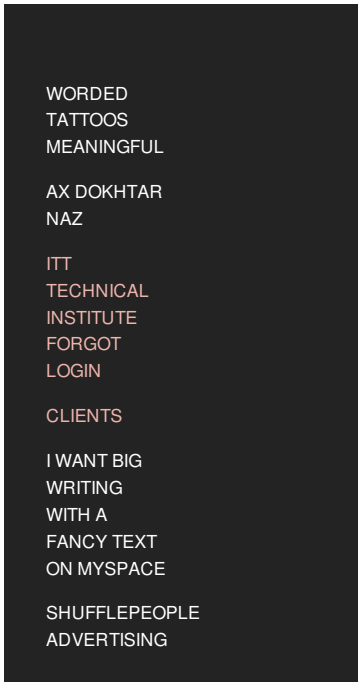 WORDED
TATTOOS
MEANINGFUL
AX DOKHTAR
NAZ
ITT
TECHNICAL
INSTITUTE
FORGOT
LOGIN
CLIENTS
I WANT BIG
WRITING
WITH A
FANCY TEXT
ON MYSPACE
SHUFFLEPEOPLE
ADVERTISING